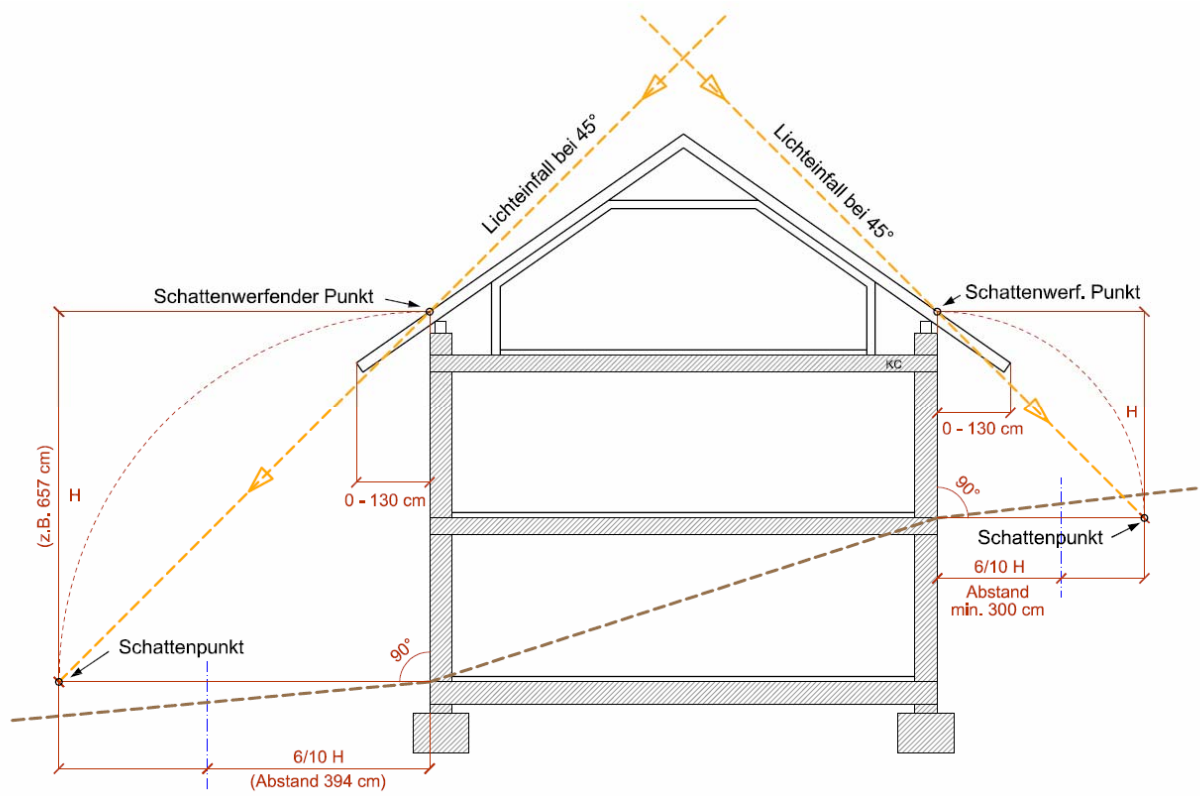 Lichteinfall bei 45°
Lichteinfall bei 45°
Schattenwerfender Punkt
Schattenwerf. Punkt
KC
H
(z.B. 657 cm)
H
0 - 130 cm
0 - 130 cm
90°
Schattenpunkt
6/10 H
Abstand
min. 300 cm
Schattenpunkt
90°
6/10 H
(Abstand 394 cm)